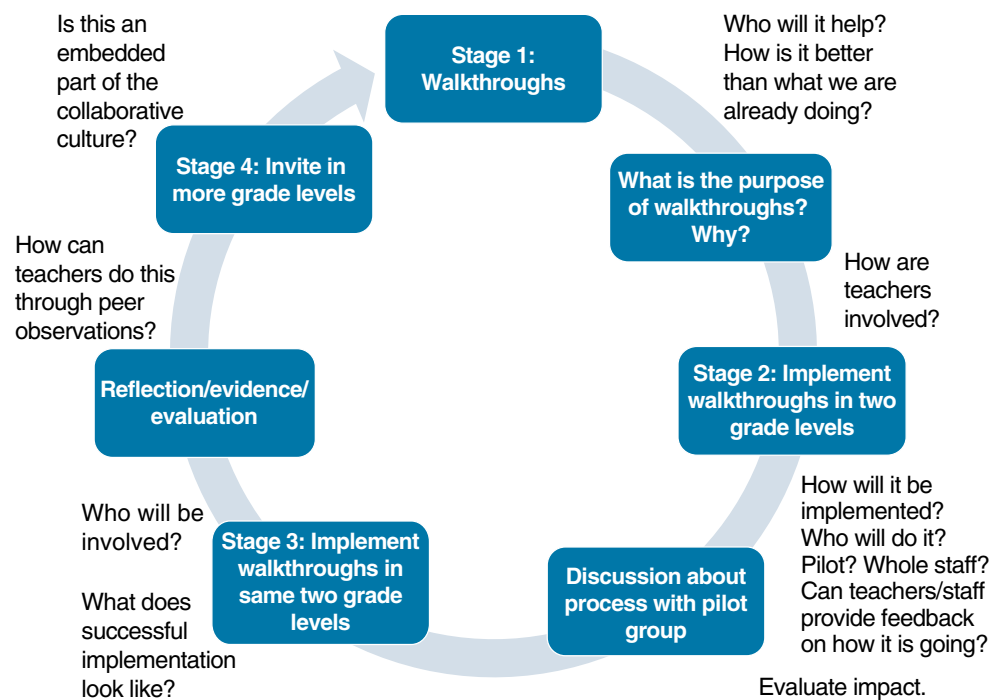 Stage 1:
Walkthroughs
Who will it help?
How is it better
than what we are
already doing?
What is the purpose
of walkthroughs?
Why?
How are
teachers
involved?
Stage 2: Implement
walkthroughs in two
grade levels
How will it be
implemented?
Who will do it?
Pilot? Whole staff?
Can teachers/staff
provide feedback
on how it is going?
Evaluate impact.
Discussion about
process with pilot
group
Stage 3: Implement
walkthroughs in
same two grade
levels
Who will be
involved?
What does
successful
implementation
look like?
Reflection/evidence/
evaluation
How can
teachers do this
through peer
observations?
Stage 4: Invite in
more grade levels
Is this an
embedded
part of the
collaborative
culture?